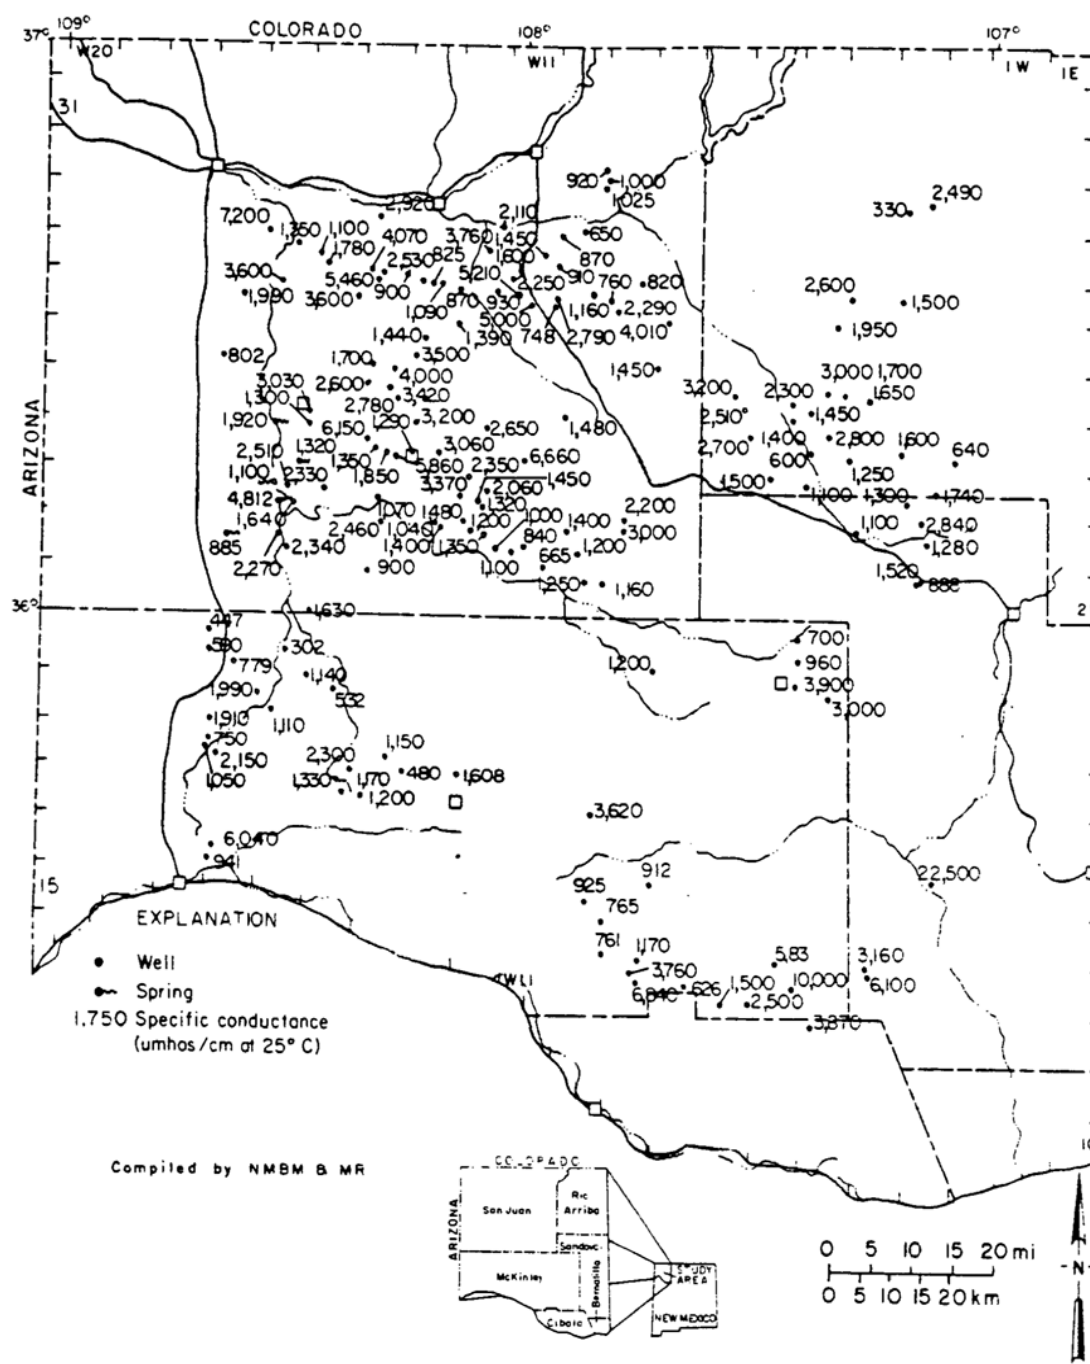 37° 109° COLORADO 108° 107°
W20 W11 1W 1E
31
920 1,000
1,025
2,490
330
7,200 1,350 1,100 2,920 2,110
1,780 4,070 3,760 1,450 650
3,600 2,530 825 1,600 870
1,990 5,460 900 5,210 2,250 910 760 820
3,600 1,090 870 930 1,160 2,290
5,000 748 2,790 4,010
2,600 1,500
1,950
1,440 1,390
802 1,700 3,500 1,450
3,030 2,600 4,000 3,200 2,300 3,000 1,700
1,300 2,780 3,420 1,650
1,920 1,290 3,200 1,480 2,510 1,450
6,150 2,650
2,510 1,320 3,060 2,700 1,400 2,800 1,600
1,350 5,860 2,350 6,660 600 640
1,100 2,330 1,850 3,370 1,450 1,500 1,250
4,812 2,060 1,100 1,300 1,740
1,070 1,480 1,320 2,200
1,640 2,460 1,040 1,200 1,000 1,400 3,000 1,100 2,840
885 2,340 1,400 1,350 840 1,200 1,280
2,270 900 1,100 665 1,520
1,250 1,160 888
ARIZONA
36° 1,630 2
447
590 302 700
779 1,140 1,200 960
1,990 532 3,900
1,910 1,110 3,000
750
2,150 2,300 1,150
1,050 1,330 1,170 480 1,608
1,200
6,040 3,620
941
15 912 22,500
925
765
761 1,170 5,83 3,160
3,760 1,500 10,000 6,100
6,840 626 2,500
3,870
EXPLANATION
Well
Spring
1,750 Specific conductance
(umhos/cm at 25° C)
Compiled by NMBM & MR
COLORADO
ARIZONA
San Juan
Rio
Arriba
McKinley
Bernalillo
Cibola
STUDY
AREA
NEW MEXICO
0 5 10 15 20 mi
0 5 10 15 20 km
N